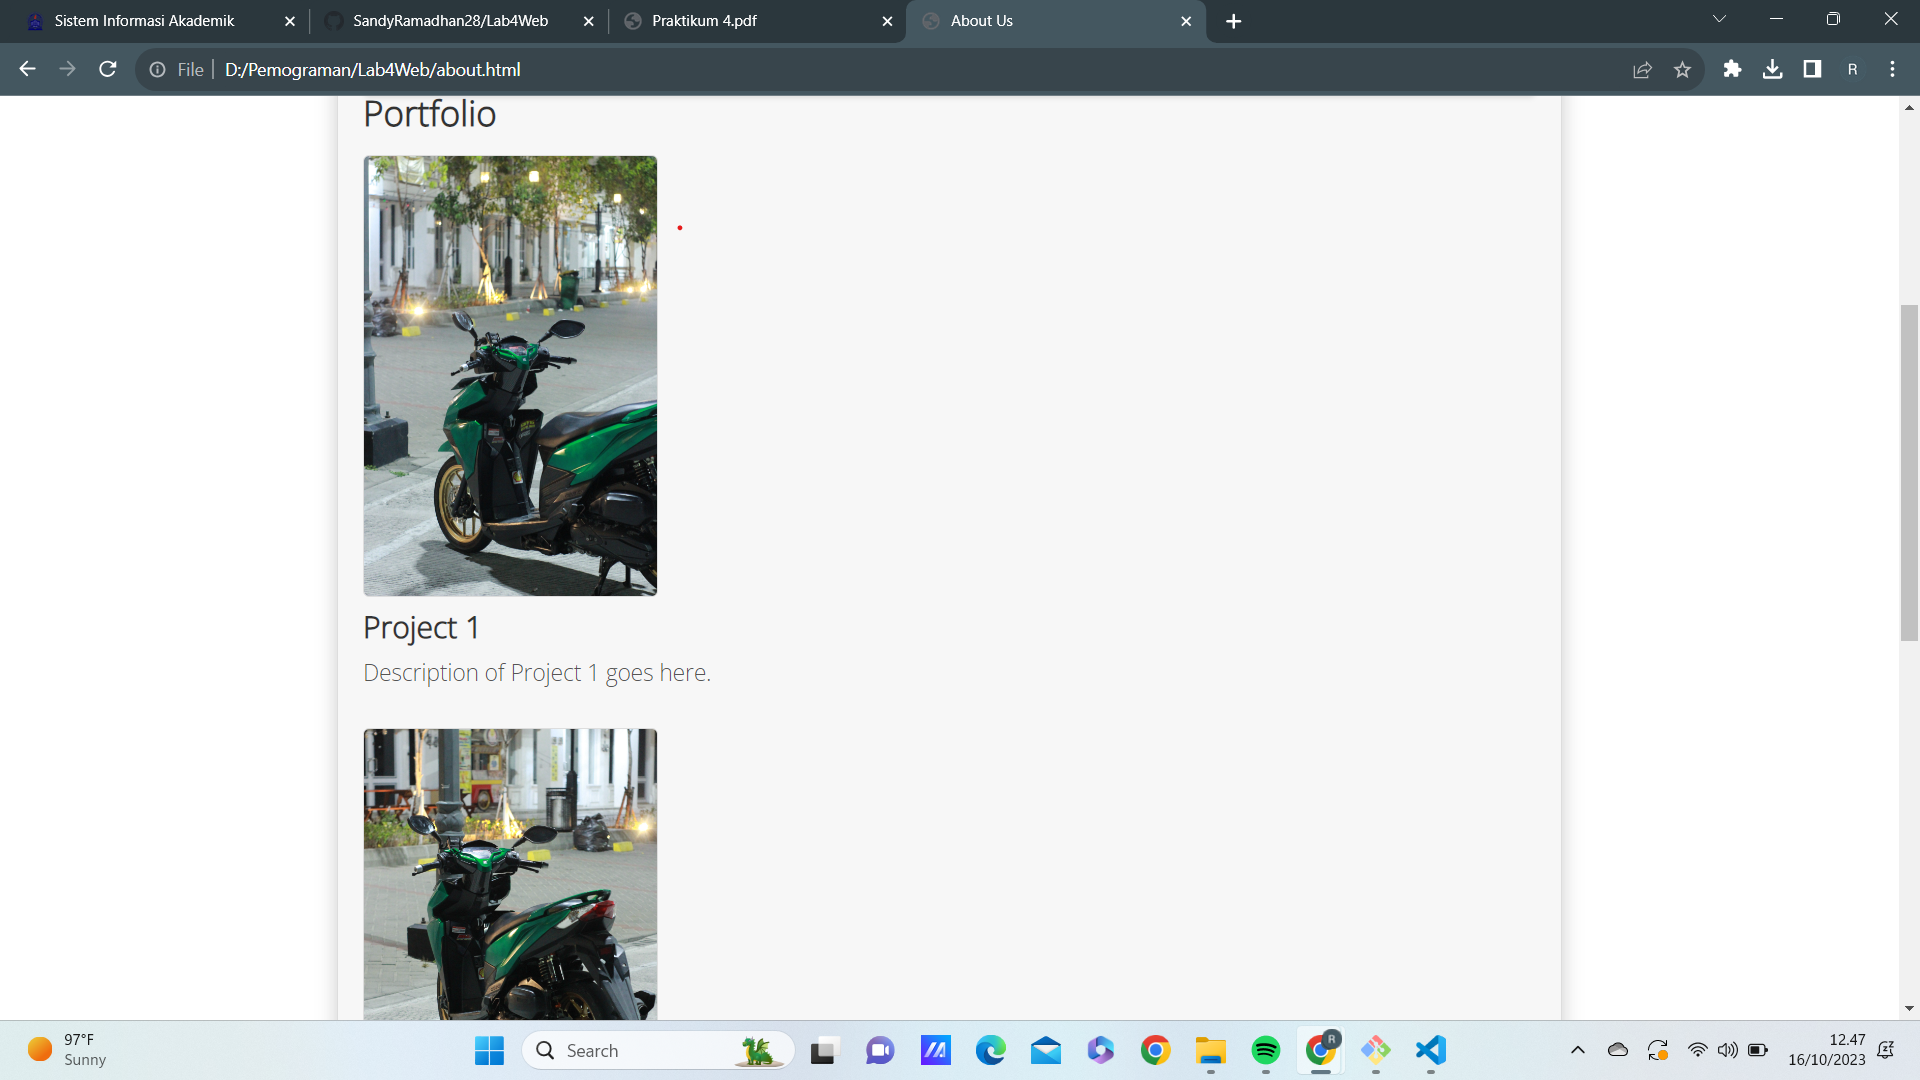 Sistem Informasi Akademik
SandyRamadhan28/Lab4Web
Praktikum 4.pdf
About Us
File
D:/Pemograman/Lab4Web/about.html
R
Portfolio
Project 1
Description of Project 1 goes here.
97°F
Sunny
Search
R
12.47
16/10/2023